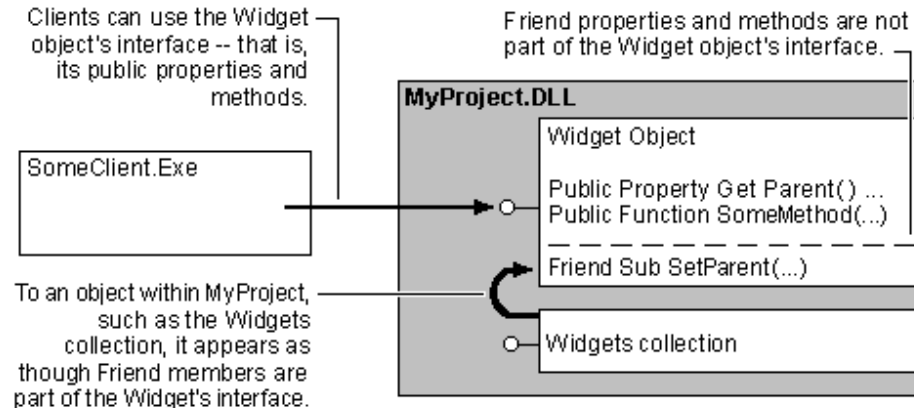 Clients can use the Widget
object's interface -- that is,
its public properties and
methods.
Friend properties and methods are not
part of the Widget object's interface.
MyProject.DLL
Widget Object
SomeClient.Exe
Public Property Get Parent() ...
Public Function SomeMethod(...)
Friend Sub SetParent(...)
To an object within MyProject,
such as the Widgets
collection, it appears as
though Friend members are
part of the Widget's interface.
Widgets collection